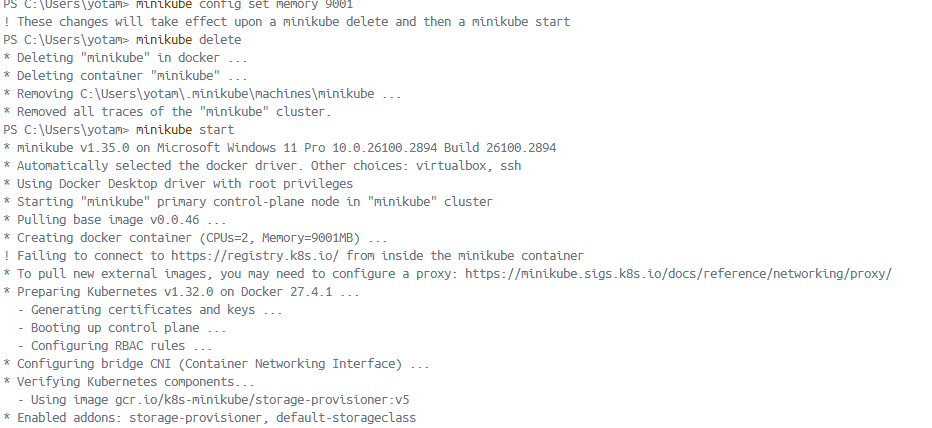 PS C:\Users\yotam> minikube config set memory 9001
! These changes will take effect upon a minikube delete and then a minikube start
PS C:\Users\yotam> minikube delete
* Deleting "minikube" in docker ...
* Deleting container "minikube" ...
* Removing C:\Users\yotam\.minikube\machines\minikube ...
* Removed all traces of the "minikube" cluster.
PS C:\Users\yotam> minikube start
* minikube v1.35.0 on Microsoft Windows 11 Pro 10.0.26100.2894 Build 26100.2894
* Automatically selected the docker driver. Other choices: virtualbox, ssh
* Using Docker Desktop driver with root privileges
* Starting "minikube" primary control-plane node in "minikube" cluster
* Pulling base image v0.0.46 ...
* Creating docker container (CPUs=2, Memory=9001MB) ...
! Failing to connect to https://registry.k8s.io/ from inside the minikube container
* To pull new external images, you may need to configure a proxy: https://minikube.sigs.k8s.io/docs/reference/networking/proxy/
* Preparing Kubernetes v1.32.0 on Docker 27.4.1 ...
  - Generating certificates and keys ...
  - Booting up control plane ...
  - Configuring RBAC rules ...
* Configuring bridge CNI (Container Networking Interface) ...
* Verifying Kubernetes components...
  - Using image gcr.io/k8s-minikube/storage-provisioner:v5
* Enabled addons: storage-provisioner, default-storageclass